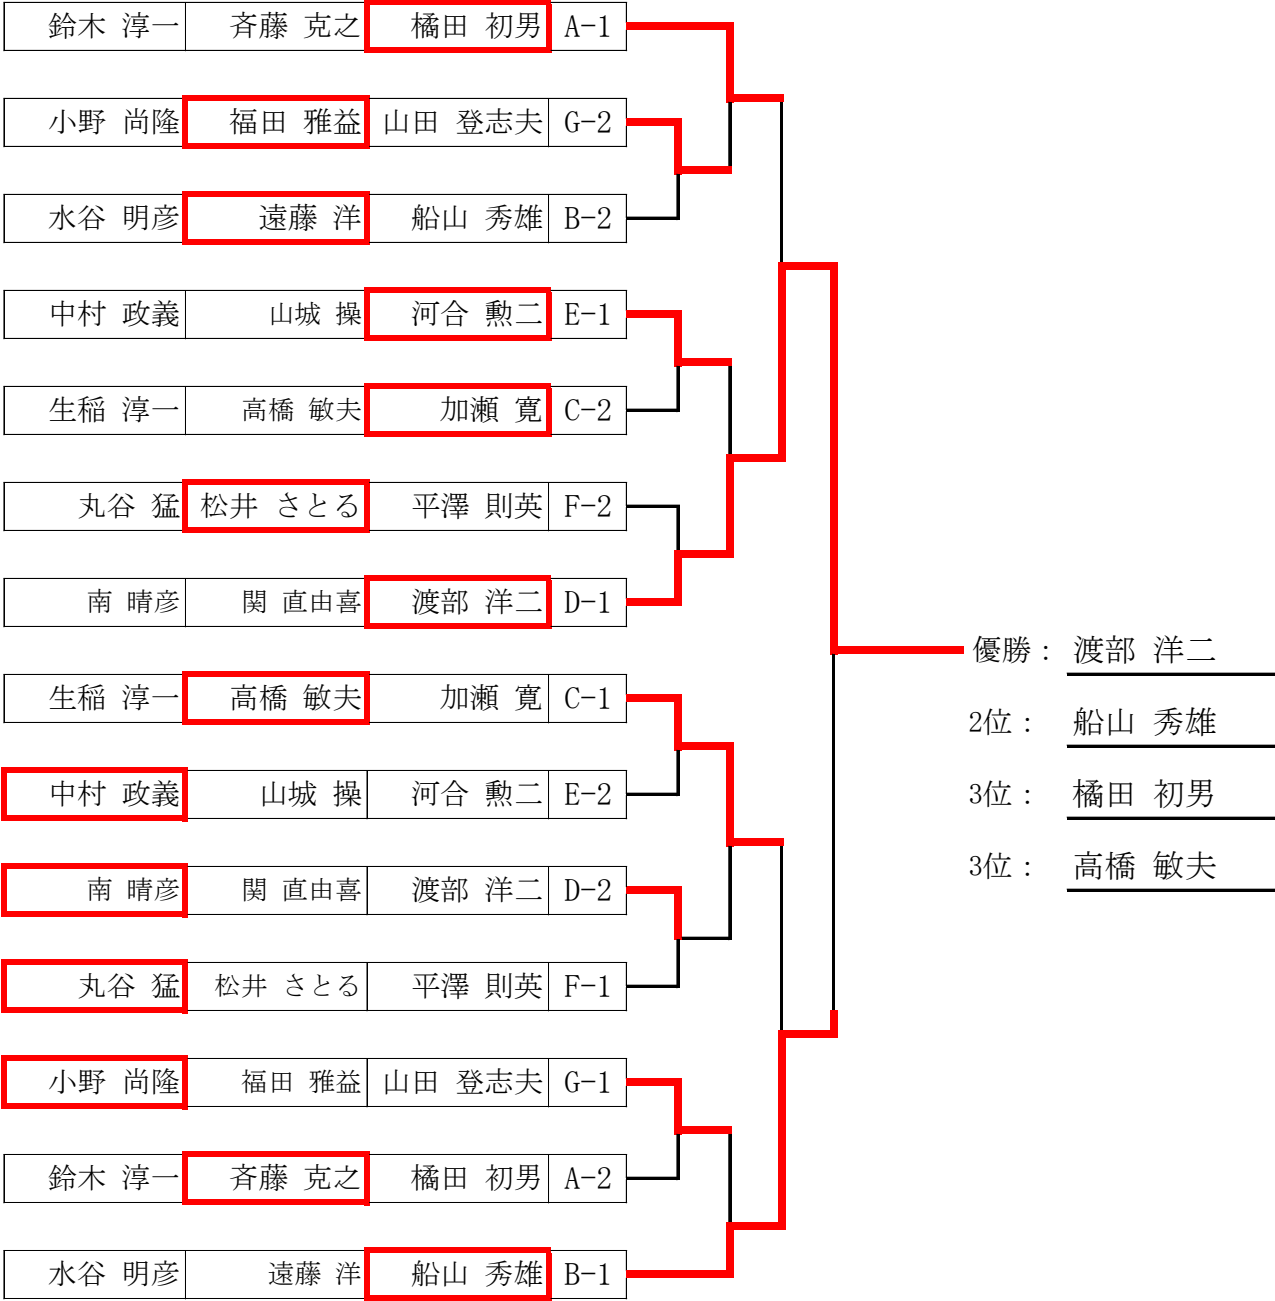 鈴木 淳一 斉藤 克之 橘田 初男 A-1
小野 尚隆 福田 雅益 山田 登志夫 G-2
水谷 明彦 遠藤 洋 船山 秀雄 B-2
中村 政義 山城 操 河合 勲二 E-1
生稲 淳一 高橋 敏夫 加瀬 寛 C-2
丸谷 猛 松井 さとる 平澤 則英 F-2
南 晴彦 関 直由喜 渡部 洋二 D-1
優勝： 渡部 洋二
生稲 淳一 高橋 敏夫 加瀬 寛 C-1
2位： 船山 秀雄
中村 政義 山城 操 河合 勲二 E-2
3位： 橘田 初男
南 晴彦 関 直由喜 渡部 洋二 D-2
3位： 高橋 敏夫
丸谷 猛 松井 さとる 平澤 則英 F-1
小野 尚隆 福田 雅益 山田 登志夫 G-1
鈴木 淳一 斉藤 克之 橘田 初男 A-2
水谷 明彦 遠藤 洋 船山 秀雄 B-1